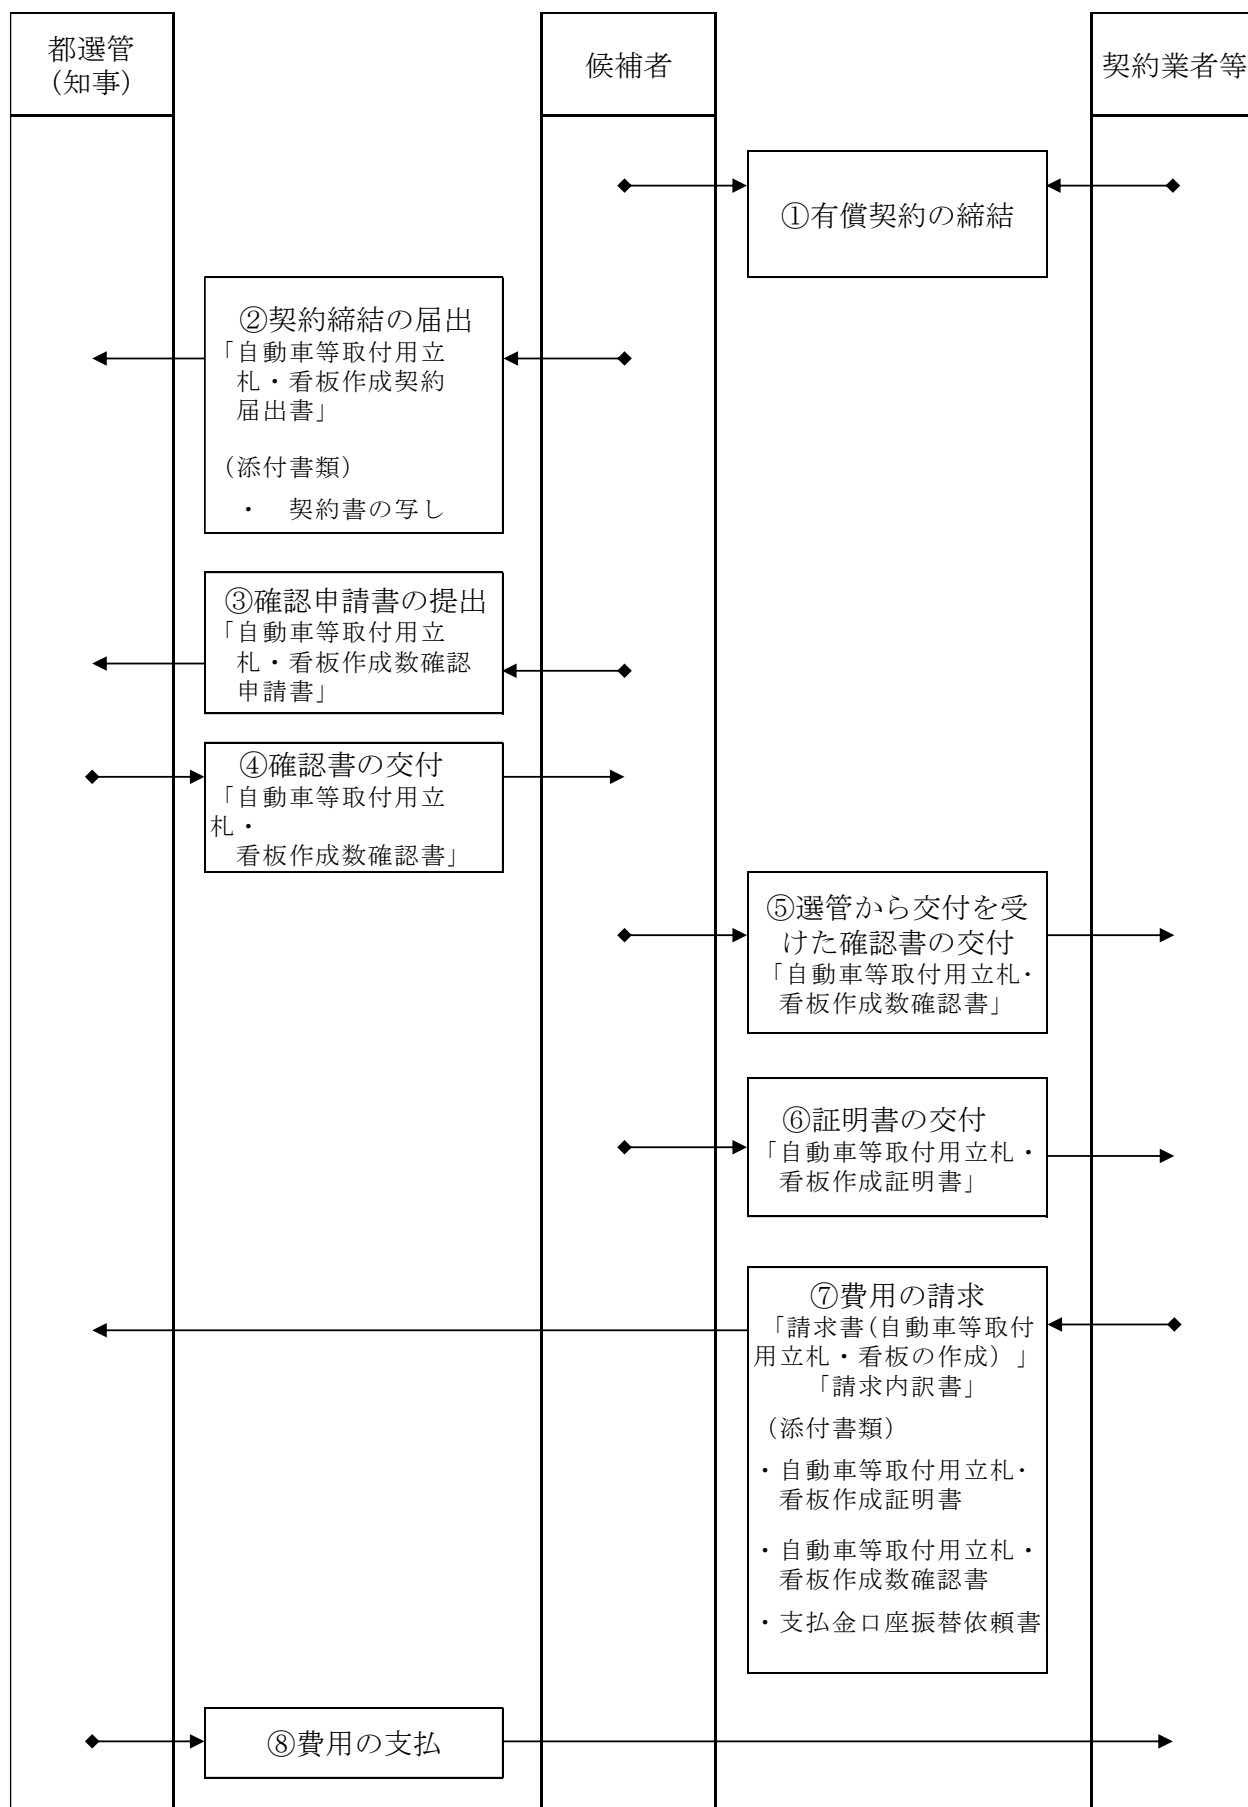 都選管
(知事)
候補者
契約業者等
①有償契約の締結
②契約締結の届出
「自動車等取付用立
札・看板作成契約
届出書」
(添付書類)
・ 契約書の写し
③確認申請書の提出
「自動車等取付用立
札・看板作成数確認
申請書」
④確認書の交付
「自動車等取付用立
札・
看板作成数確認書」
⑤選管から交付を受
けた確認書の交付
「自動車等取付用立札・
看板作成数確認書」
⑥証明書の交付
「自動車等取付用立札・
看板作成証明書」
⑦費用の請求
「請求書(自動車等取付
用立札・看板の作成)」
「請求内訳書」
(添付書類)
・自動車等取付用立札・
看板作成証明書
・自動車等取付用立札・
看板作成数確認書
・支払金口座振替依頼書
⑧費用の支払